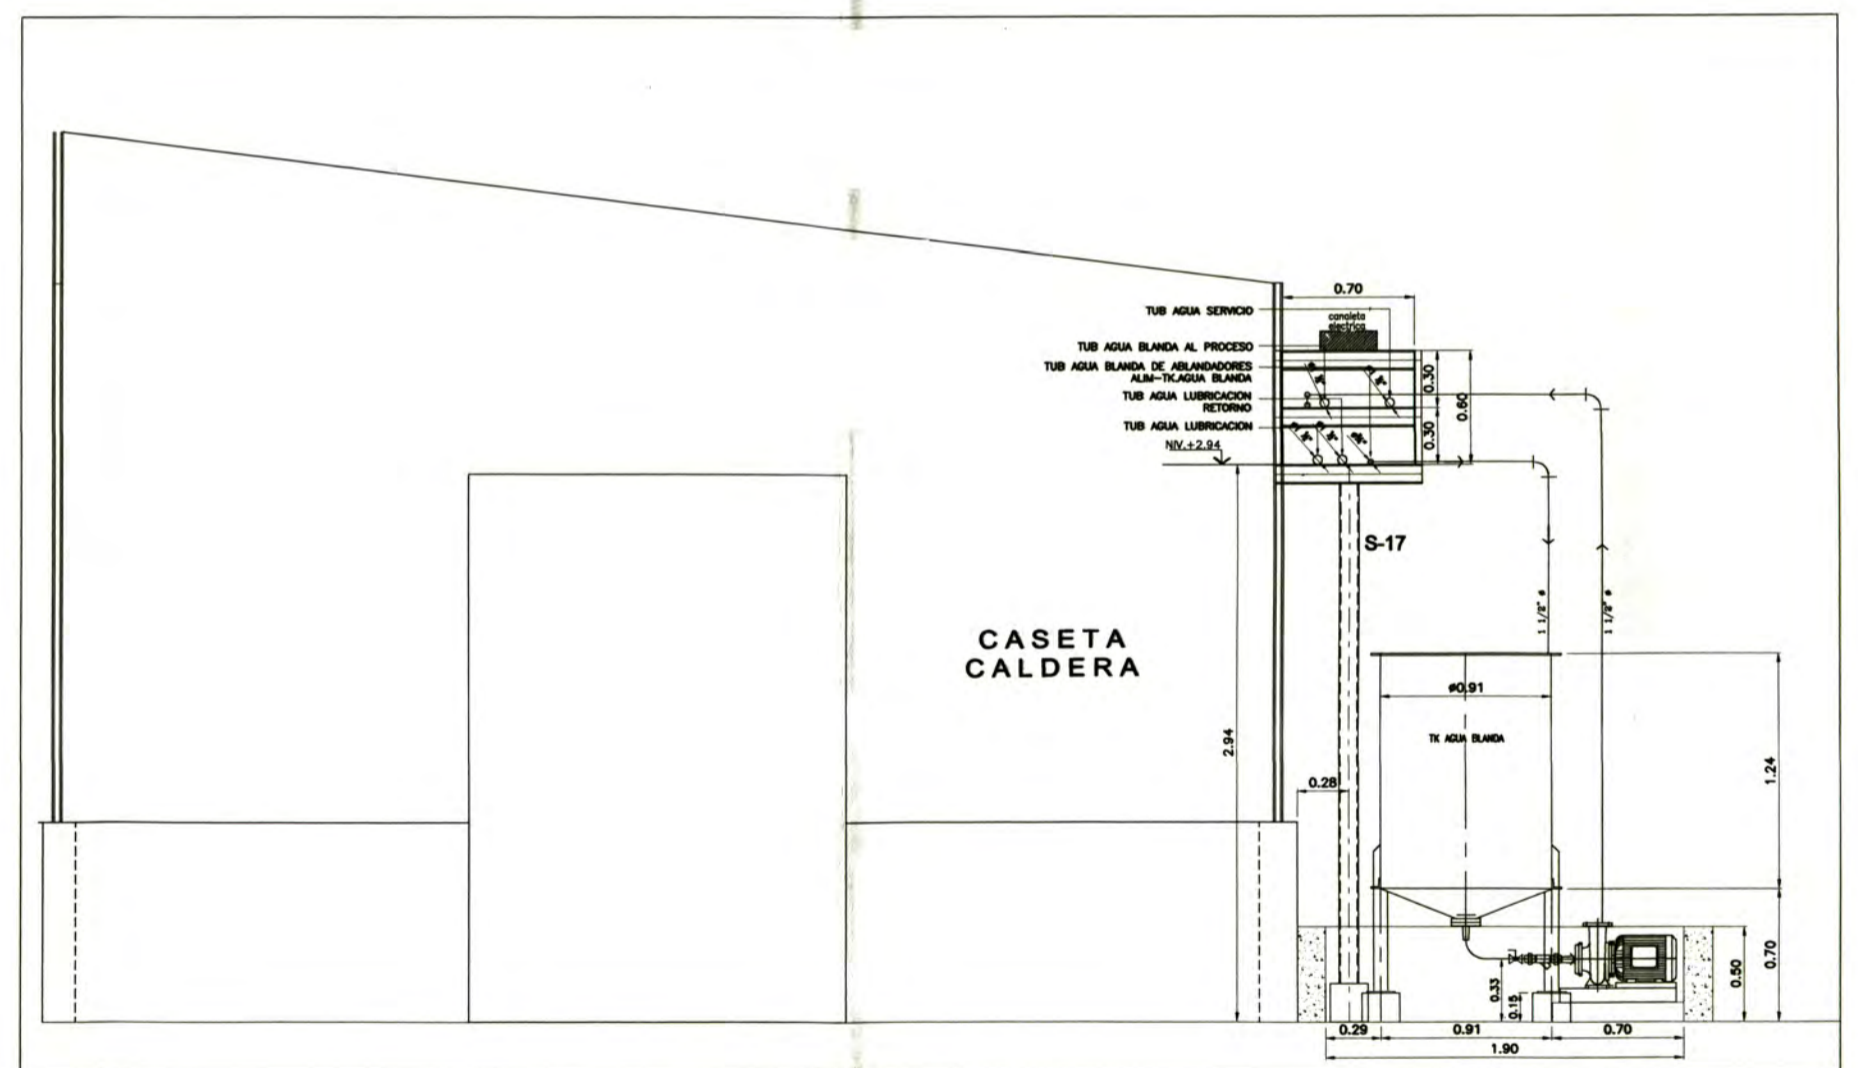 0.70
TUB AGUA SERVICIO
canaleta
electrica
TUB AGUA BLANDA AL PROCESO
TUB AGUA BLANDA DE ABLANDADORES
ALIM-TK.AGUA BLANDA
TUB AGUA LUBRICACION
RETORNO
TUB AGUA LUBRICACION
NIV.+2.94
0.30
0.60
0.30
S-17
1 1/2" ø
1 1/2" ø
CASETA
CALDERA
ø0.91
TK AGUA BLANDA
2.94
1.24
0.28
0.33
0.15
0.50
0.70
0.29
0.91
0.70
1.90